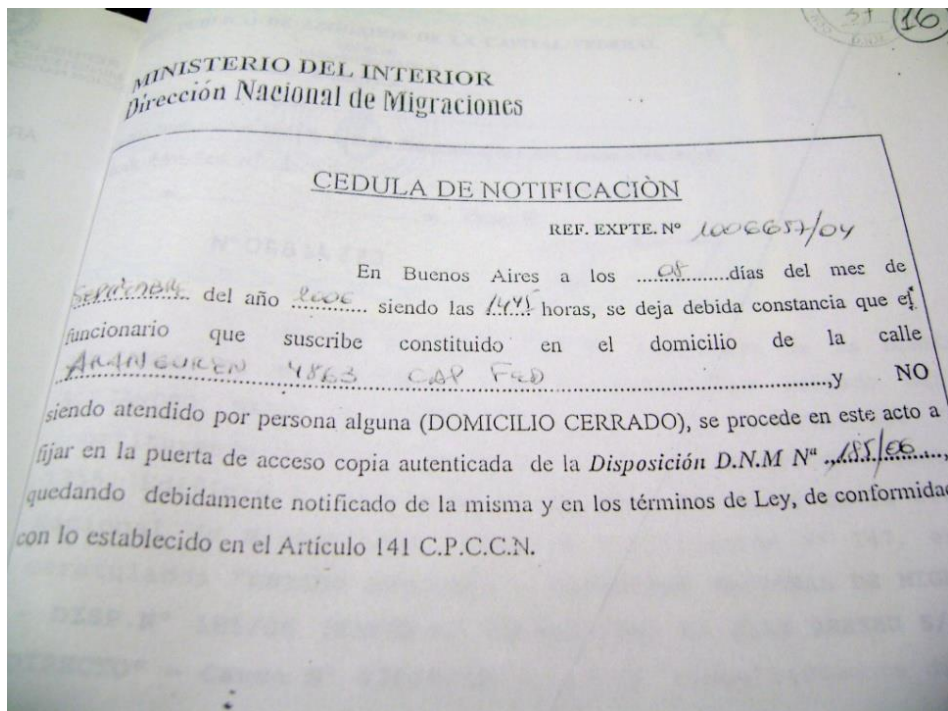 (16)
MINISTERIO DEL INTERIOR
Dirección Nacional de Migraciones
CEDULA DE NOTIFICACIÒN
REF. EXPTE. Nº 1006657/04
En Buenos Aires a los ...08...........días del mes de
SEPTIEMBRE del año 2006 siendo las 1445 horas, se deja debida constancia que el
funcionario que suscribe constituido en el domicilio de la calle
ARANGUREN 4863 CAP FED ..........,y NO
siendo atendido por persona alguna (DOMICILIO CERRADO), se procede en este acto a
fijar en la puerta de acceso copia autenticada de la Disposición D.N.M Nª ..185/06......,
quedando debidamente notificado de la misma y en los términos de Ley, de conformidad
con lo establecido en el Artículo 141 C.P.C.C.N.